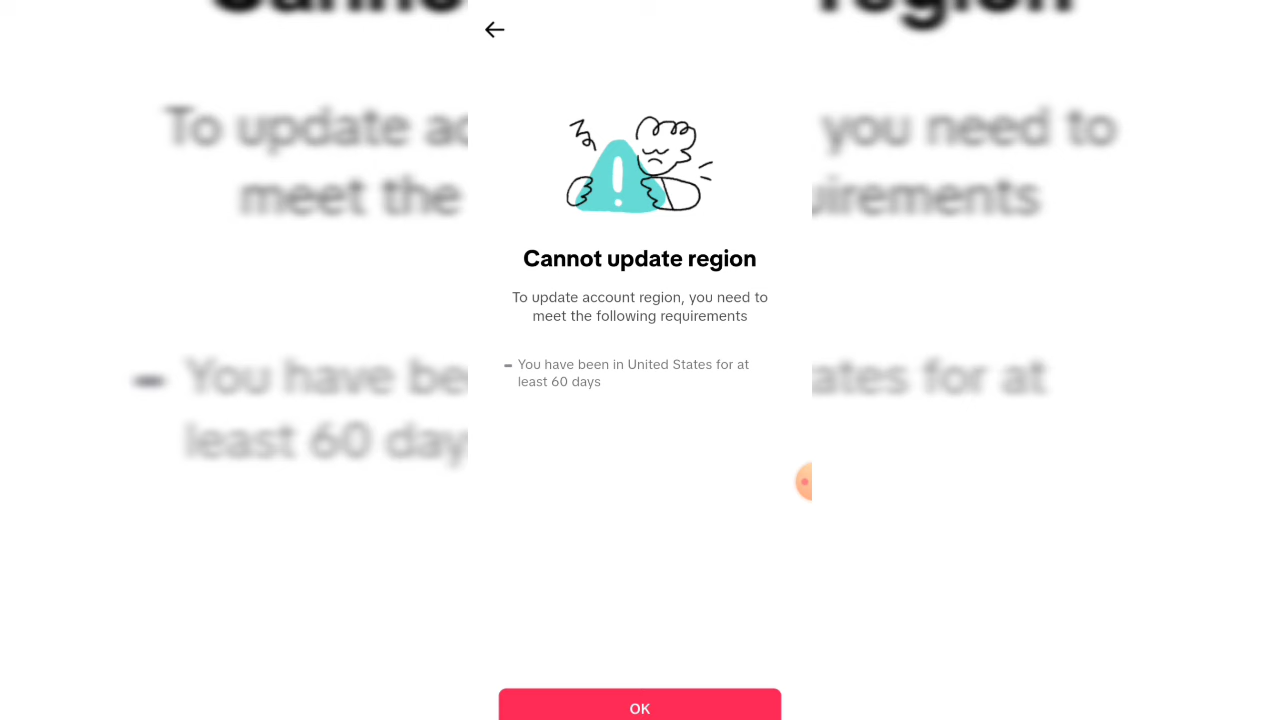 Cannot update region
To update account region, you need to
meet the following requirements
You have been in United States for at
least 60 days
OK